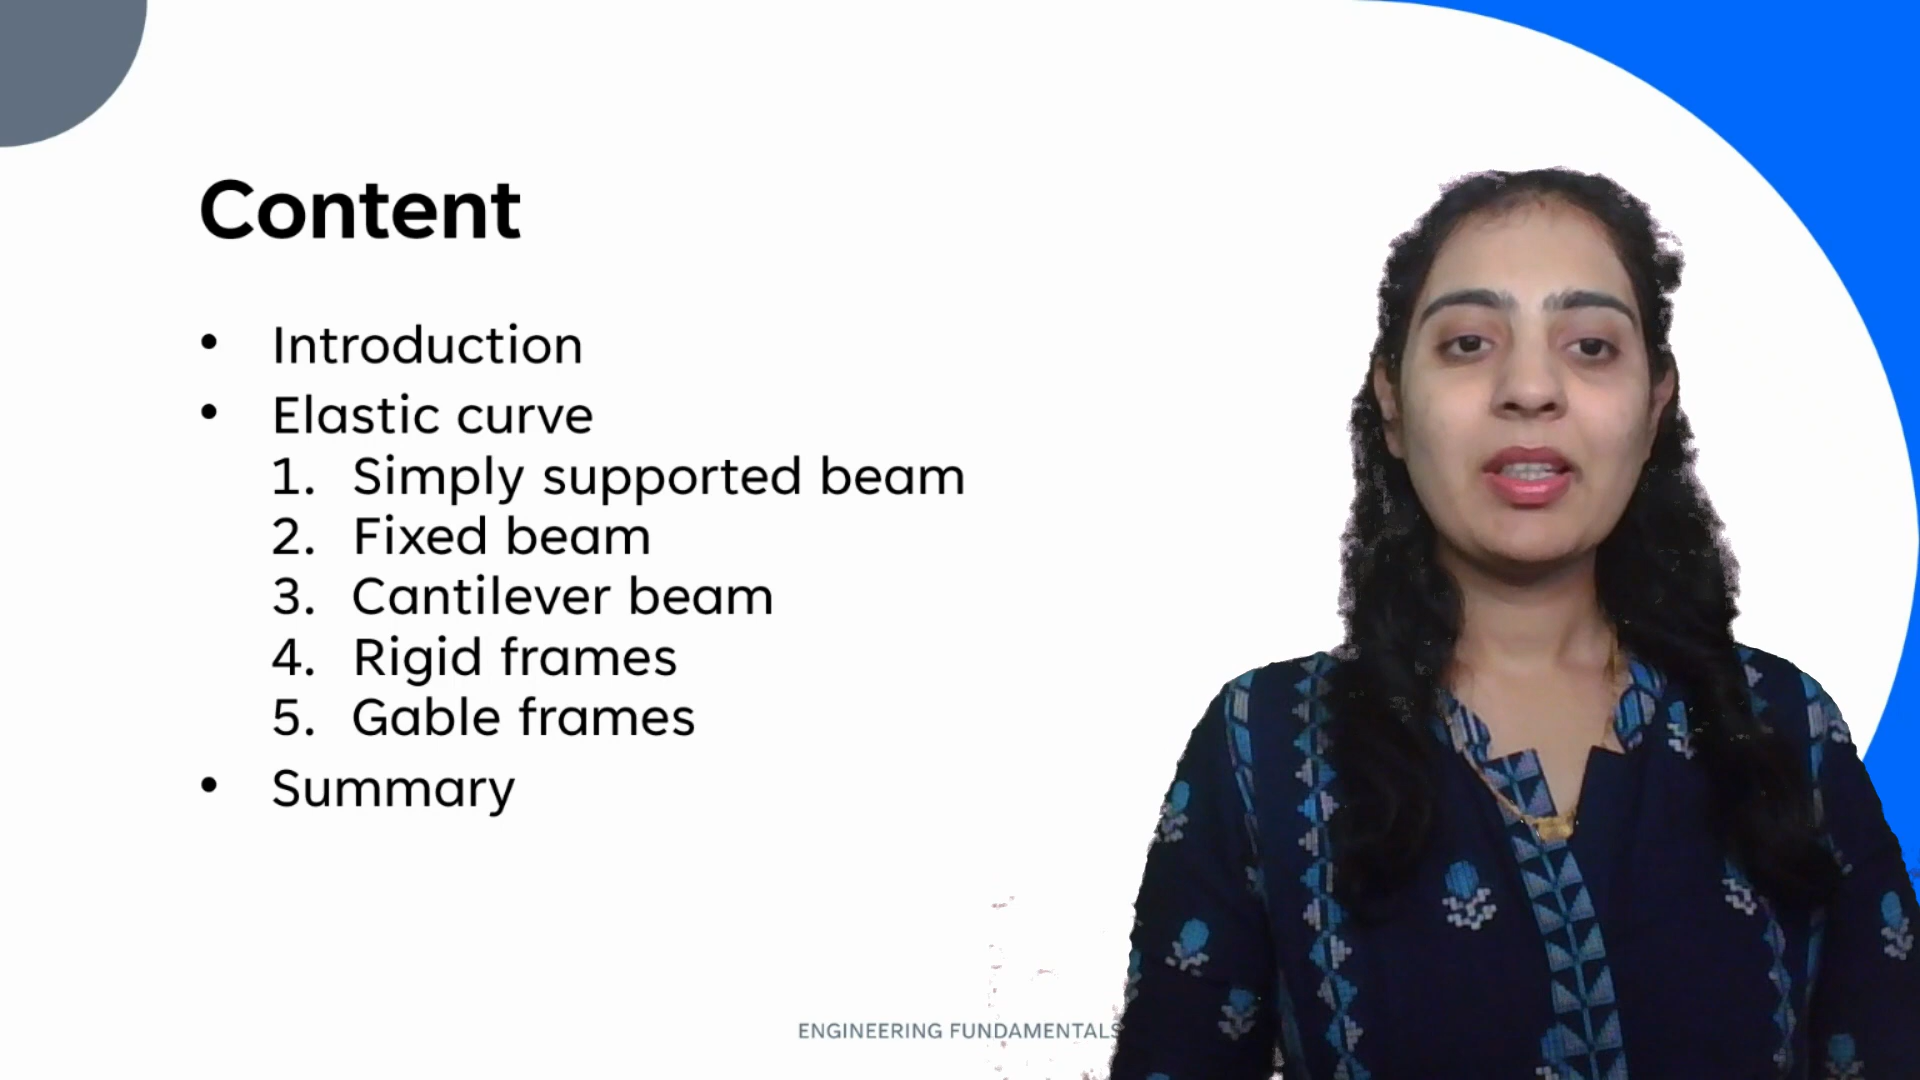 Content
• Introduction
• Elastic curve
1. Simply supported beam
2. Fixed beam
3. Cantilever beam
4. Rigid frames
5. Gable frames
• Summary
ENGINEERING FUNDAMENTALS